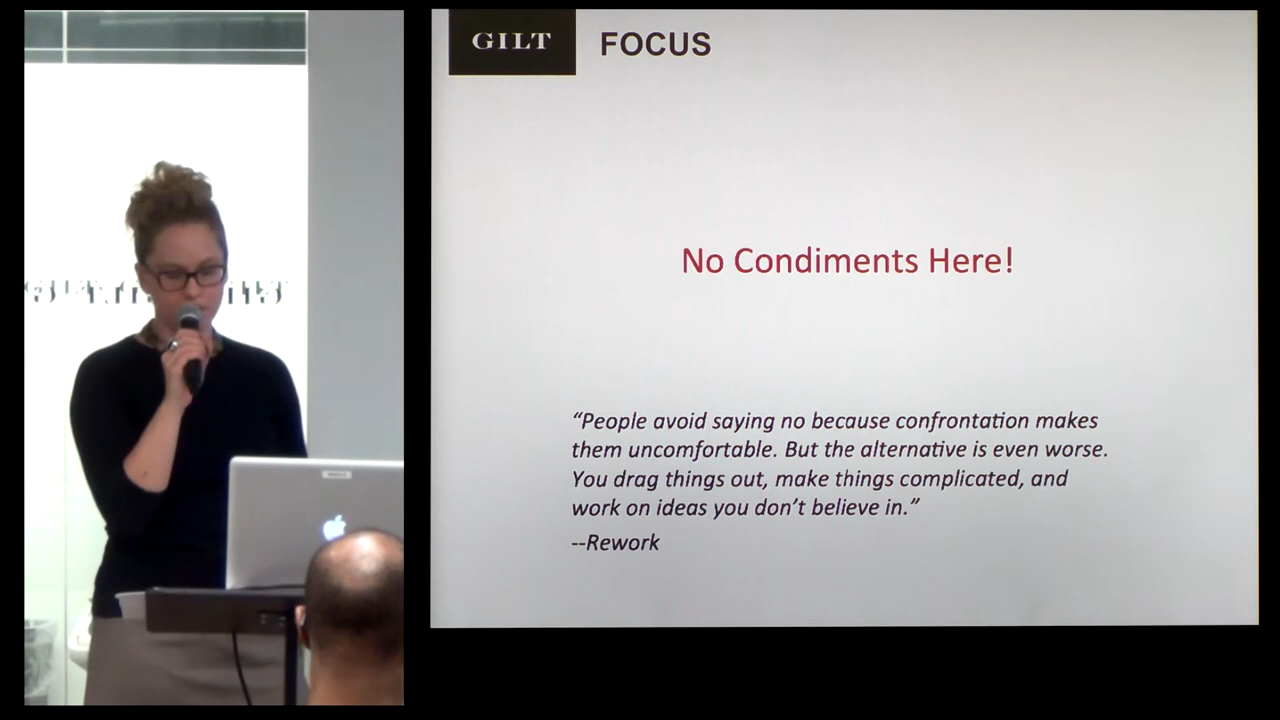 GILT
FOCUS
No Condiments Here!
“People avoid saying no because confrontation makes
them uncomfortable. But the alternative is even worse.
You drag things out, make things complicated, and
work on ideas you don’t believe in.”
--Rework